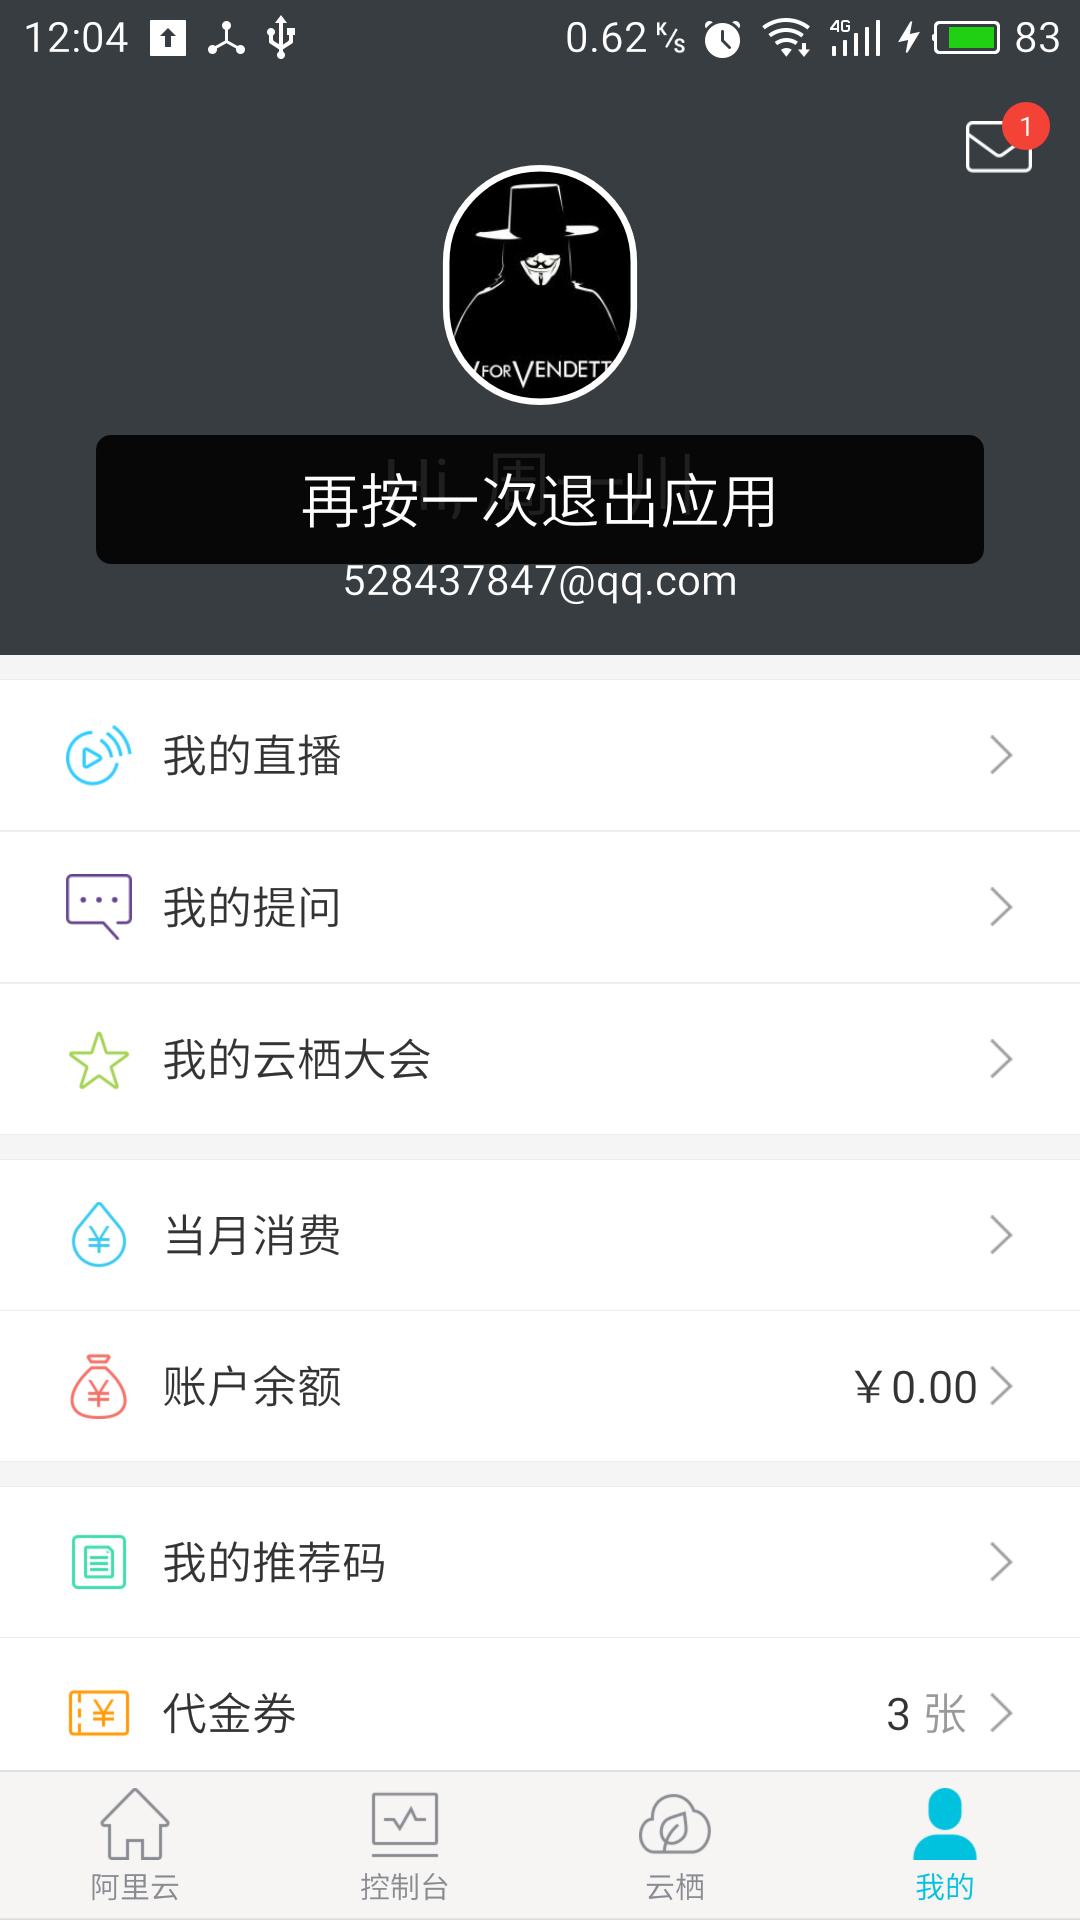 12:04 0.62 K/s 4G 83
1
V FOR VENDETT
再按一次退出应用
528437847@qq.com
我的直播
我的提问
我的云栖大会
当月消费
账户余额 ￥0.00
我的推荐码
代金券 3 张
阿里云 控制台 云栖 我的